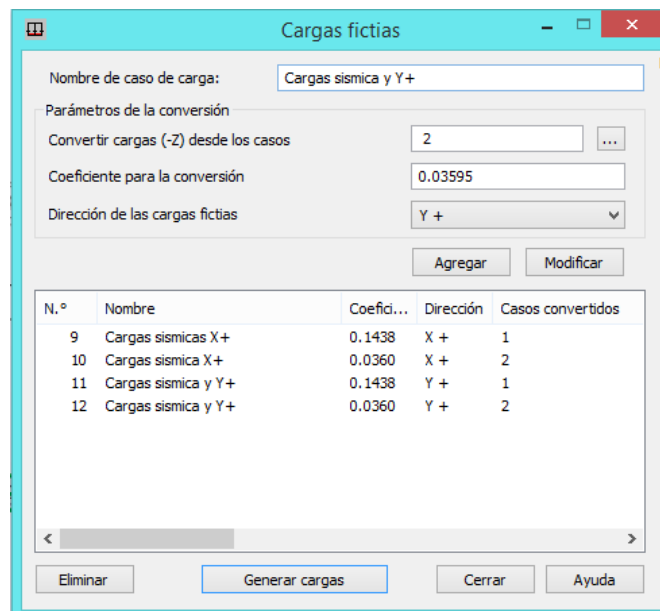 Cargas fictias
Nombre de caso de carga: Cargas sismica y Y+
Parámetros de la conversión
Convertir cargas (-Z) desde los casos 2 ...
Coeficiente para la conversión 0.03595
Dirección de las cargas fictias Y +
Agregar Modificar
N.º Nombre Coefici... Dirección Casos convertidos
9 Cargas sismicas X+ 0.1438 X + 1
10 Cargas sismica X+ 0.0360 X + 2
11 Cargas sismica y Y+ 0.1438 Y + 1
12 Cargas sismica y Y+ 0.0360 Y + 2
Eliminar Generar cargas Cerrar Ayuda